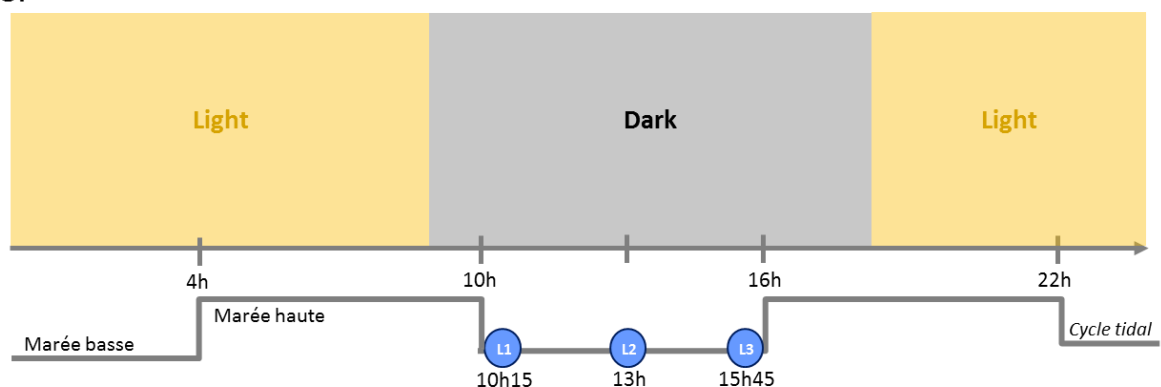 Light
Dark
Light
4h
10h
16h
22h
Marée haute
Marée basse
Cycle tidal
L1
L2
L3
10h15
13h
15h45